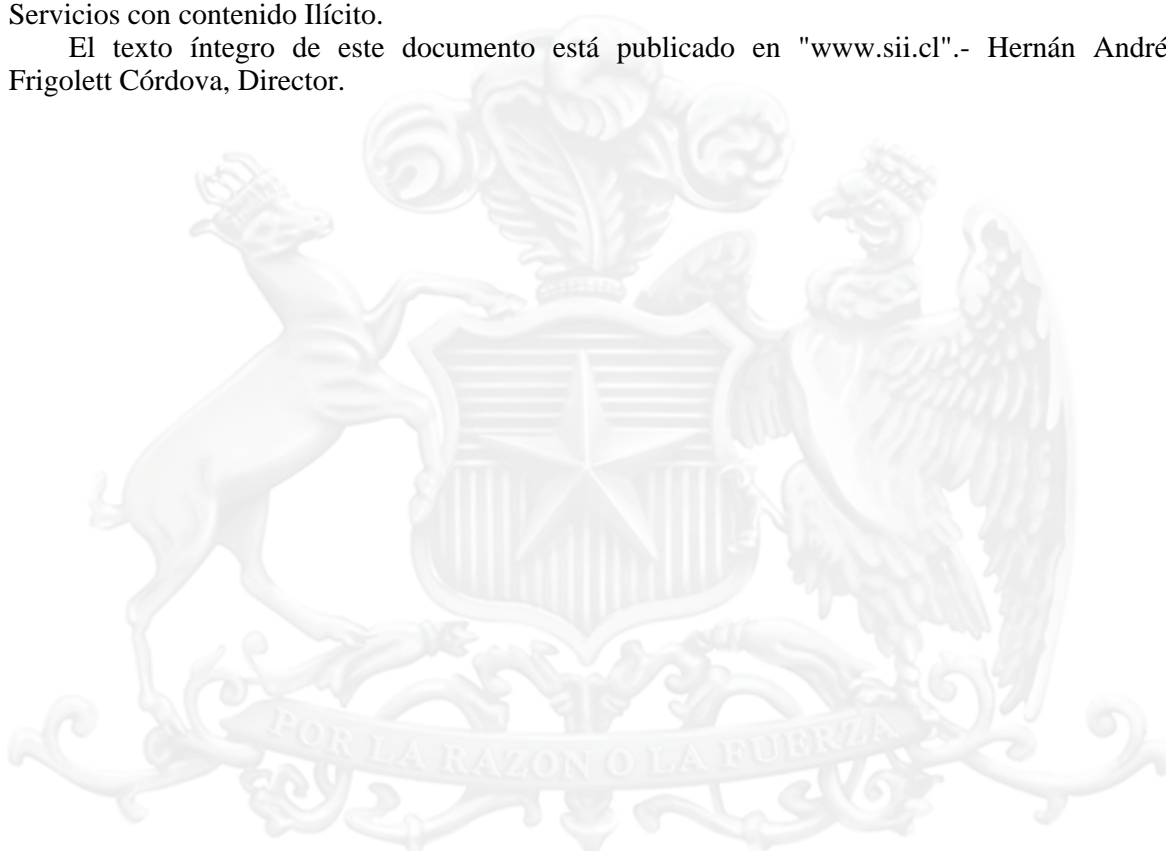 Servicios con contenido Ilícito.
El texto íntegro de este documento está publicado en "www.sii.cl".- Hernán André
Frigolett Córdova, Director.
POR LA RAZON O LA FUERZA